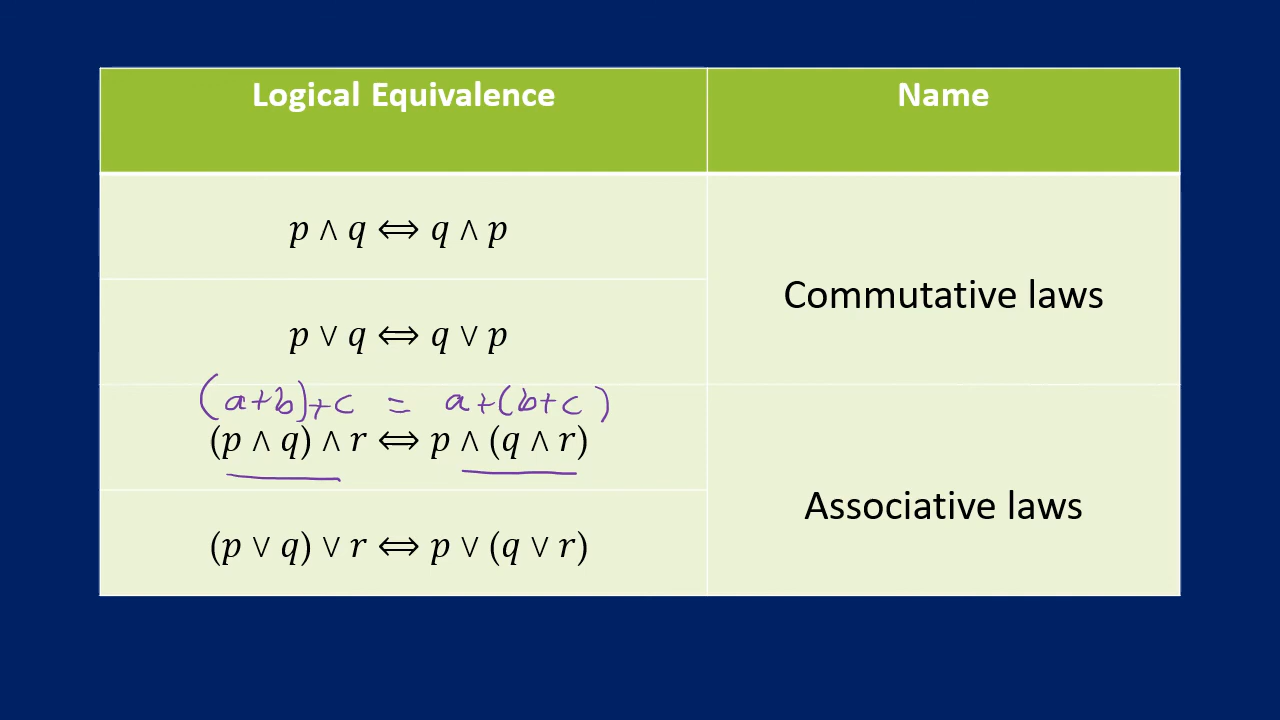 Logical Equivalence Name
𝑝 ∧ 𝑞 ⟺ 𝑞 ∧ 𝑝
Commutative laws
𝑝 ∨ 𝑞 ⟺ 𝑞 ∨ 𝑝
(a+b)+c = a+(b+c)
(𝑝 ∧ 𝑞) ∧ 𝑟 ⟺ 𝑝 ∧ (𝑞 ∧ 𝑟)
Associative laws
(𝑝 ∨ 𝑞) ∨ 𝑟 ⟺ 𝑝 ∨ (𝑞 ∨ 𝑟)